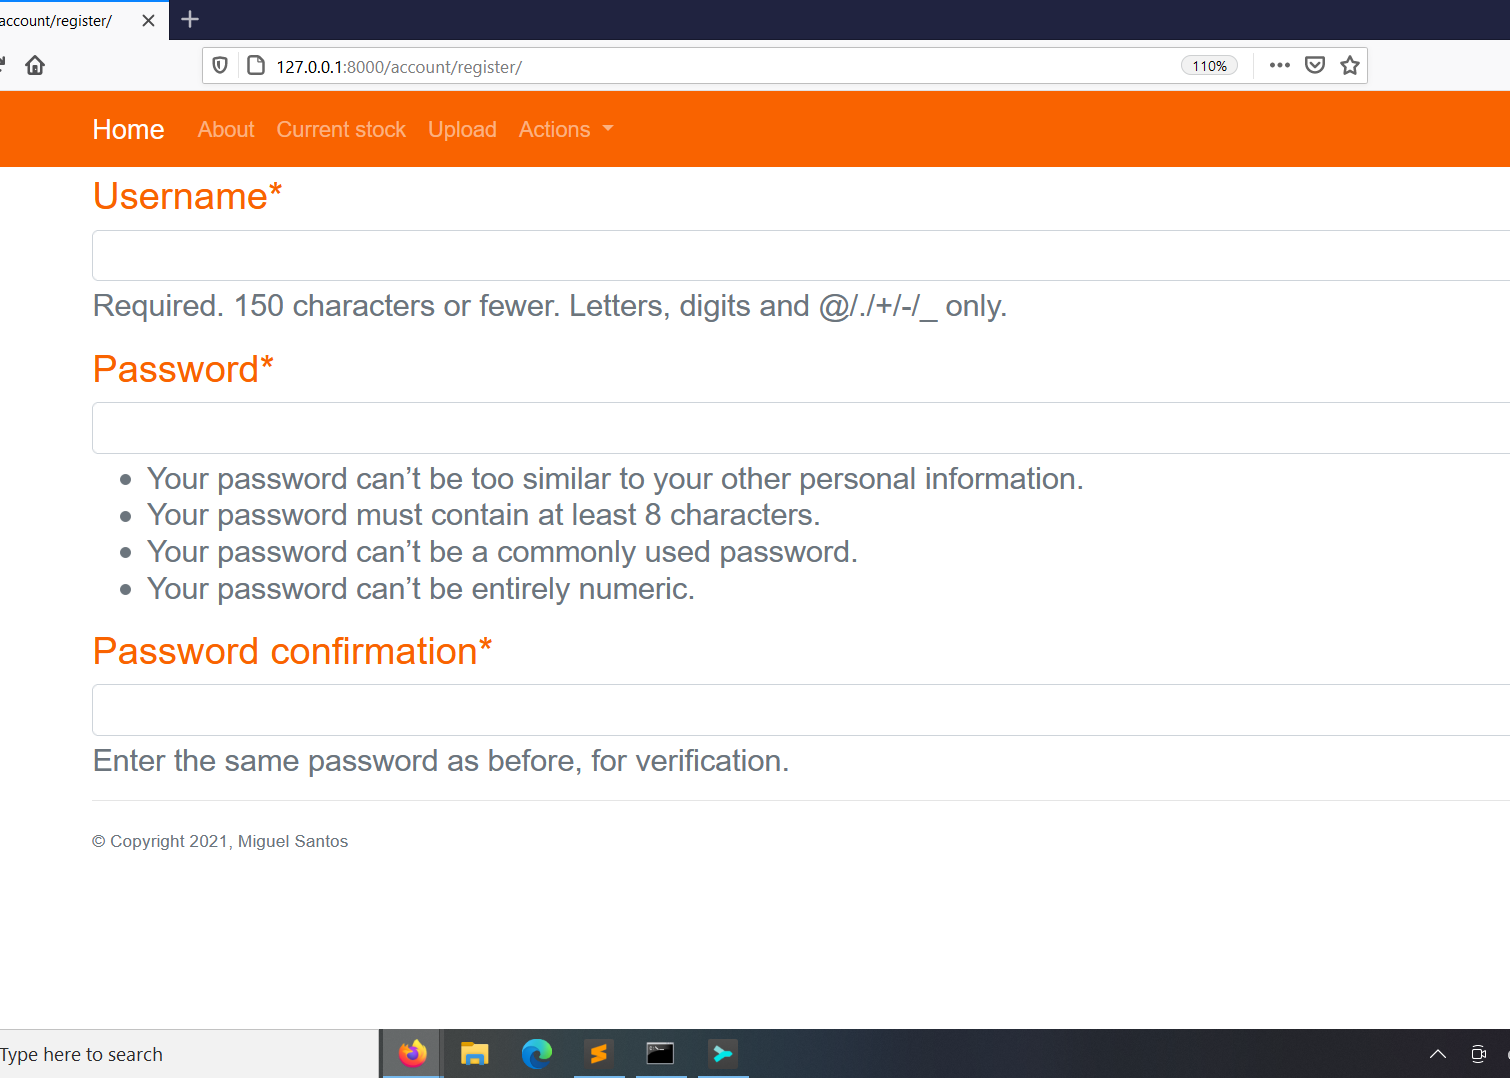 account/register/
127.0.0.1:8000/account/register/
110%
Home About Current stock Upload Actions
Username*
Required. 150 characters or fewer. Letters, digits and @/./+/-/_ only.
Password*
Your password can’t be too similar to your other personal information.
Your password must contain at least 8 characters.
Your password can’t be a commonly used password.
Your password can’t be entirely numeric.
Password confirmation*
Enter the same password as before, for verification.
© Copyright 2021, Miguel Santos
Type here to search